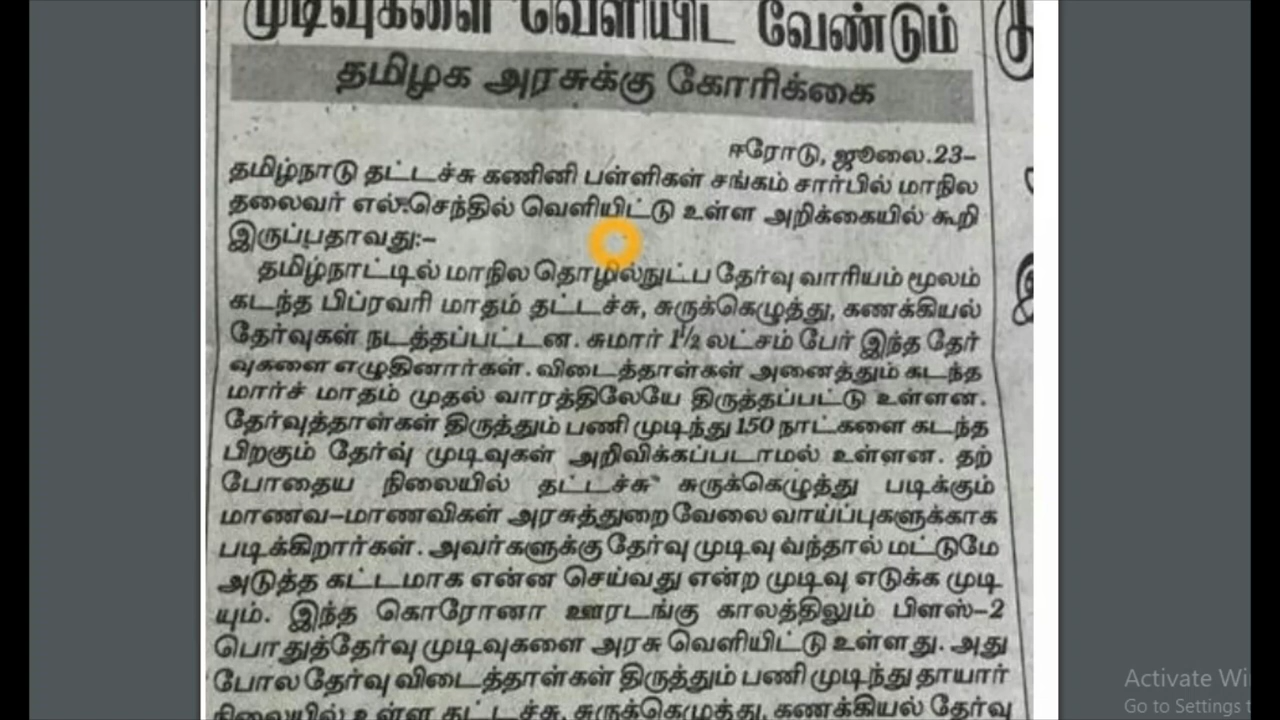 முடிவுகளை வெளியிட வேண்டும்
தமிழக அரசுக்கு கோரிக்கை
ஈரோடு, ஜூலை.23–
தமிழ்நாடு தட்டச்சு கணினி பள்ளிகள் சங்கம் சார்பில் மாநில
தலைவர் எல்.செந்தில் வெளியிட்டு உள்ள அறிக்கையில் கூறி
இருப்பதாவது:–
தமிழ்நாட்டில் மாநில தொழில்நுட்ப தேர்வு வாரியம் மூலம்
கடந்த பிப்ரவரி மாதம் தட்டச்சு, சுருக்கெழுத்து, கணக்கியல்
தேர்வுகள் நடத்தப்பட்டன. சுமார் 1½ லட்சம் பேர் இந்த தேர்
வுகளை எழுதினார்கள். விடைத்தாள்கள் அனைத்தும் கடந்த
மார்ச் மாதம் முதல் வாரத்திலேயே திருத்தப்பட்டு உள்ளன.
தேர்வுத்தாள்கள் திருத்தும் பணி முடிந்து 150 நாட்களை கடந்த
பிறகும் தேர்வு முடிவுகள் அறிவிக்கப்படாமல் உள்ளன. தற்
போதைய நிலையில் தட்டச்சு சுருக்கெழுத்து படிக்கும்
மாணவ–மாணவிகள் அரசுத்துறை வேலை வாய்ப்புகளுக்காக
படிக்கிறார்கள். அவர்களுக்கு தேர்வு முடிவு வந்தால் மட்டுமே
அடுத்த கட்டமாக என்ன செய்வது என்ற முடிவு எடுக்க முடி
யும். இந்த கொரோனா ஊரடங்கு காலத்திலும் பிளஸ்–2
பொதுத்தேர்வு முடிவுகளை அரசு வெளியிட்டு உள்ளது. அது
போல தேர்வு விடைத்தாள்கள் திருத்தும் பணி முடிந்து தாயார்
நிலையில் உள்ள தட்டச்சு, சுருக்கெழுத்து, கணக்கியல் தேர்வு
Activate Wi
Go to Settings t